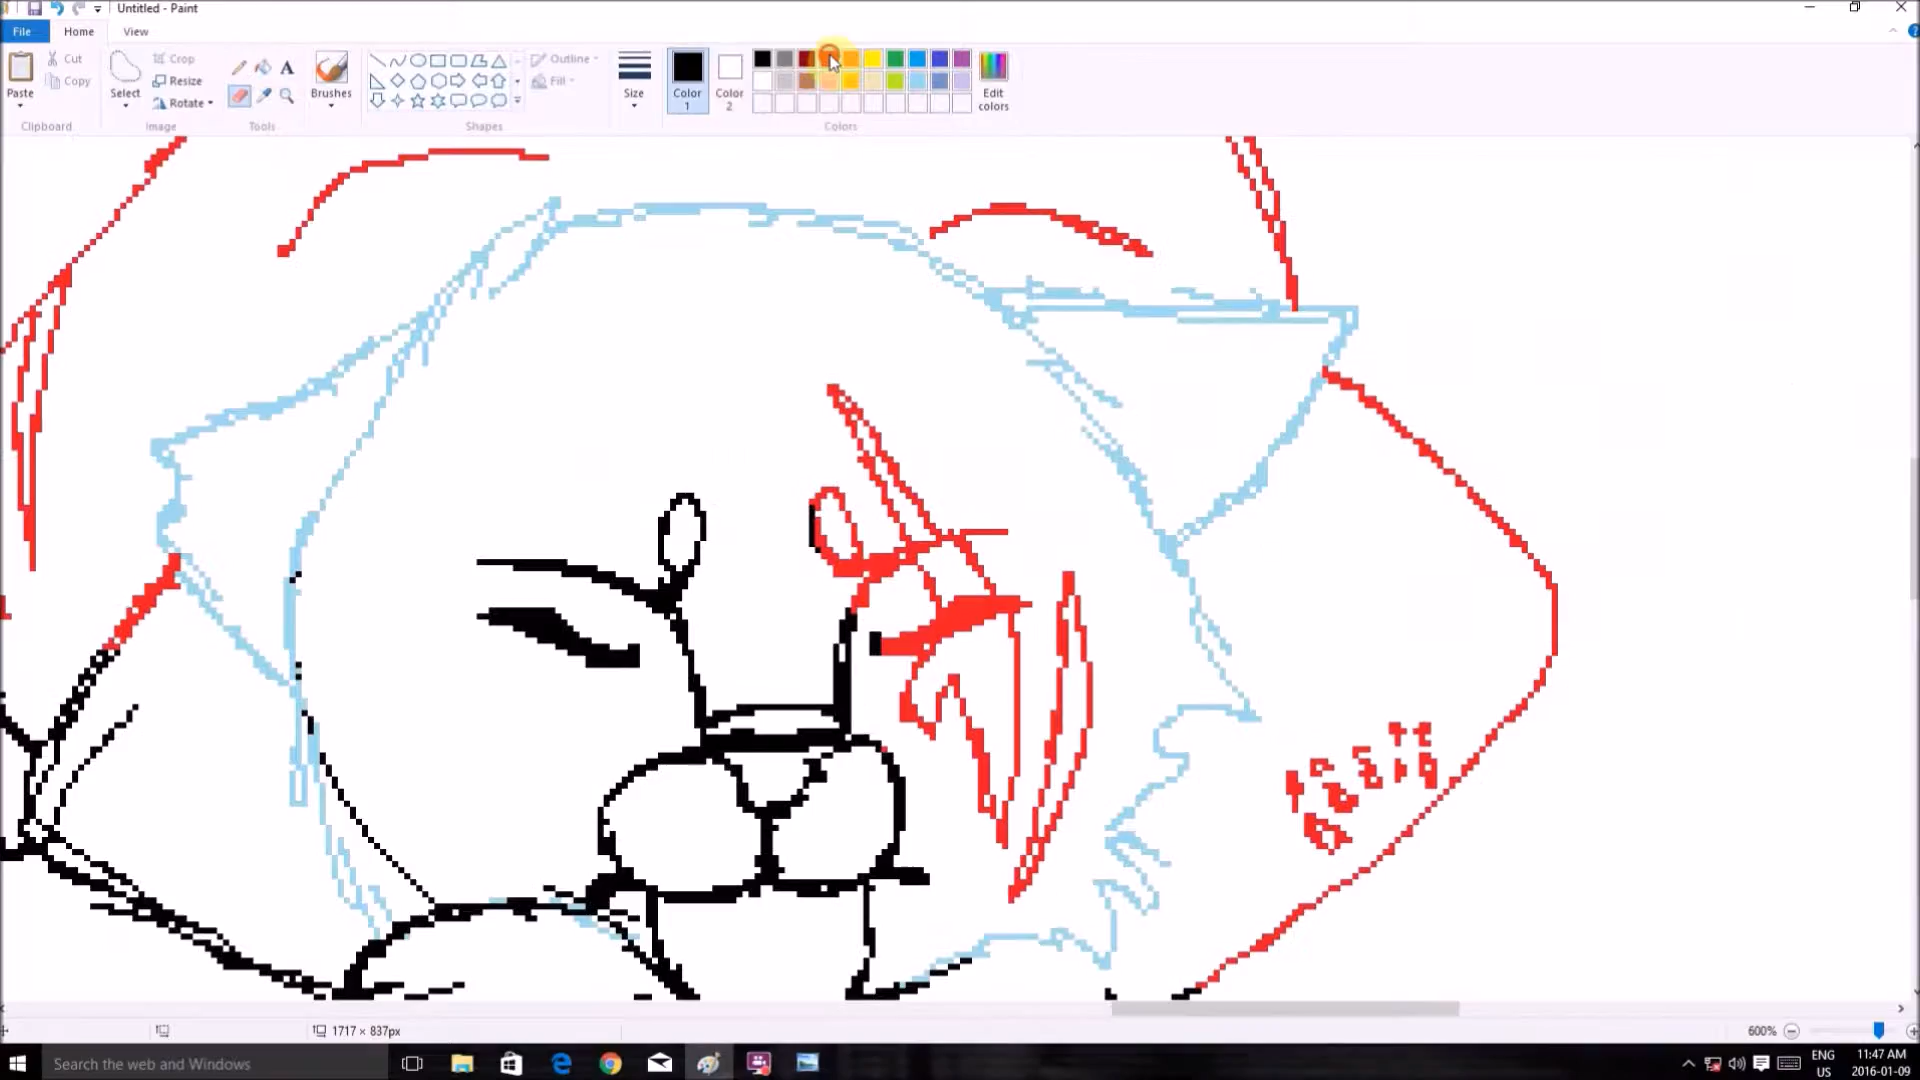 Untitled - Paint
File Home View
Paste
Cut
Copy
Clipboard
Select
Crop
Resize
Rotate
Image
A
Tools
Brushes
Outline
Fill
Shapes
Size
Color 1
Color 2
Edit colors
Colors
1717 × 837px
600%
Search the web and Windows
ENG
US
11:47 AM
2016-01-09